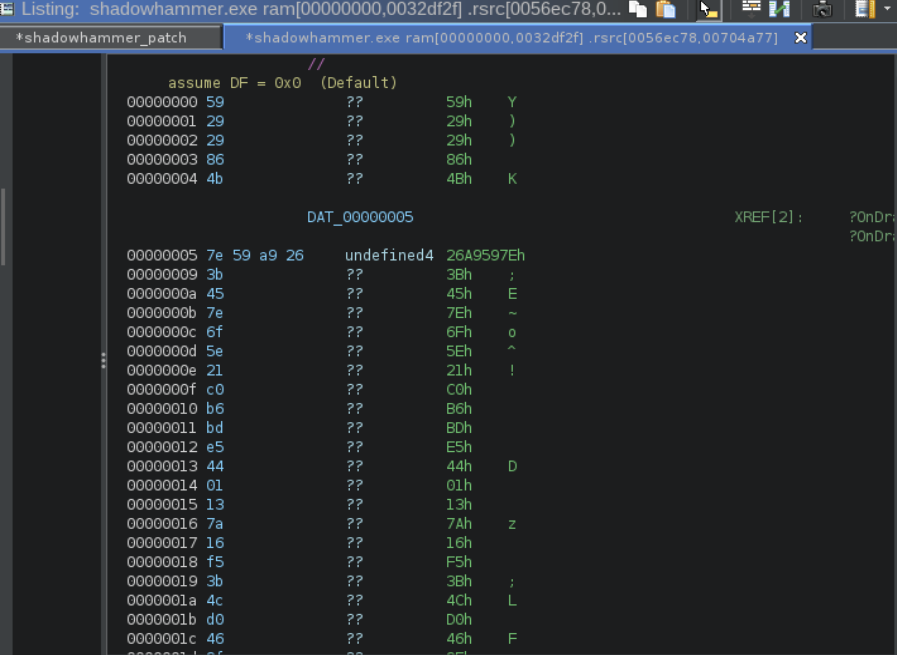 Listing: shadowhammer.exe ram[00000000,0032df2f] .rsrc[0056ec78,0...
*shadowhammer_patch *shadowhammer.exe ram[00000000,0032df2f] .rsrc[0056ec78,00704a77]
//
assume DF = 0x0 (Default)
00000000 59 ?? 59h Y
00000001 29 ?? 29h )
00000002 29 ?? 29h )
00000003 86 ?? 86h
00000004 4b ?? 4Bh K
DAT_00000005 XREF[2]: ?OnDr
?OnDr
00000005 7e 59 a9 26 undefined4 26A9597Eh
00000009 3b ?? 3Bh ;
0000000a 45 ?? 45h E
0000000b 7e ?? 7Eh ~
0000000c 6f ?? 6Fh o
0000000d 5e ?? 5Eh ^
0000000e 21 ?? 21h !
0000000f c0 ?? C0h
00000010 b6 ?? B6h
00000011 bd ?? BDh
00000012 e5 ?? E5h
00000013 44 ?? 44h D
00000014 01 ?? 01h
00000015 13 ?? 13h
00000016 7a ?? 7Ah z
00000017 16 ?? 16h
00000018 f5 ?? F5h
00000019 3b ?? 3Bh ;
0000001a 4c ?? 4Ch L
0000001b d0 ?? D0h
0000001c 46 ?? 46h F